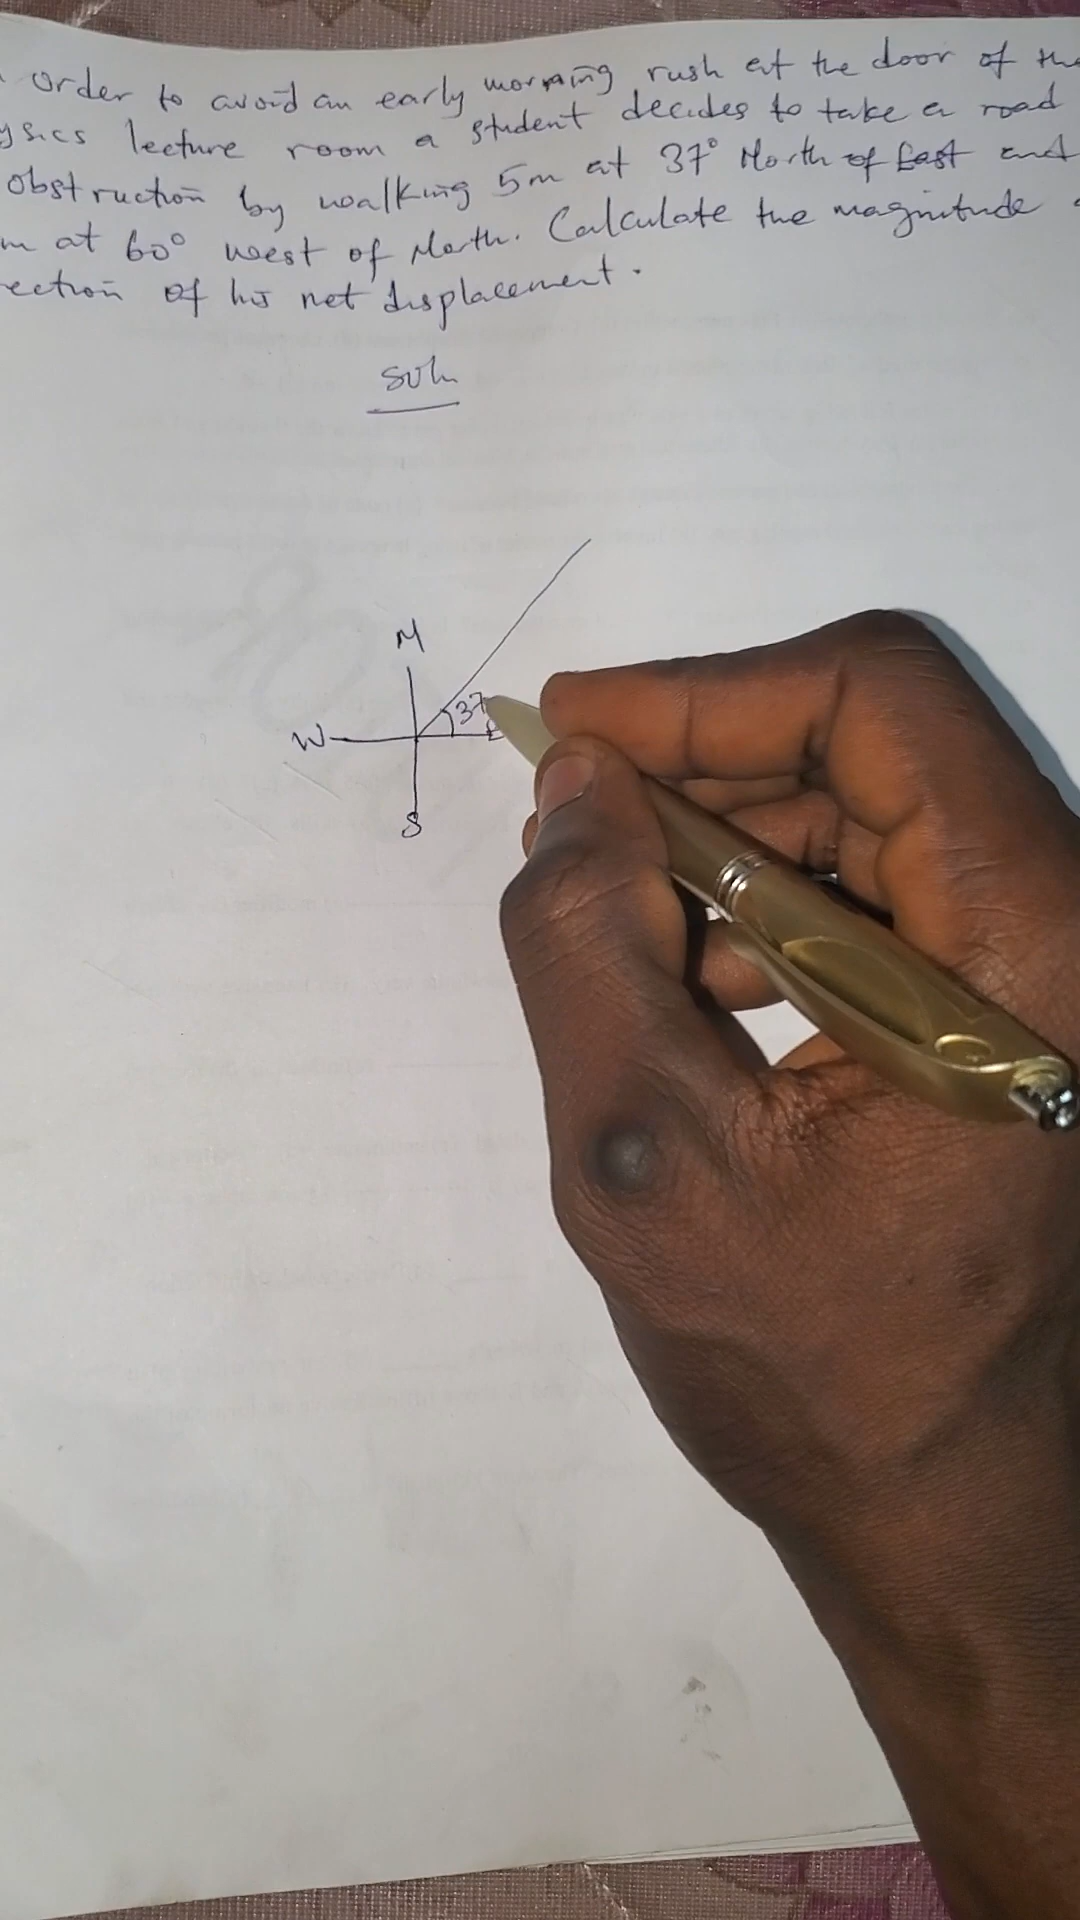 order to avoid an early morning rush at the door of the
ysics lecture room a student decides to take a road
obstruction by walking 5m at 37° North of East and
m at 60° west of North. Calculate the magnitude
ection of his net displacement.
Soln
N
37
W
E
S